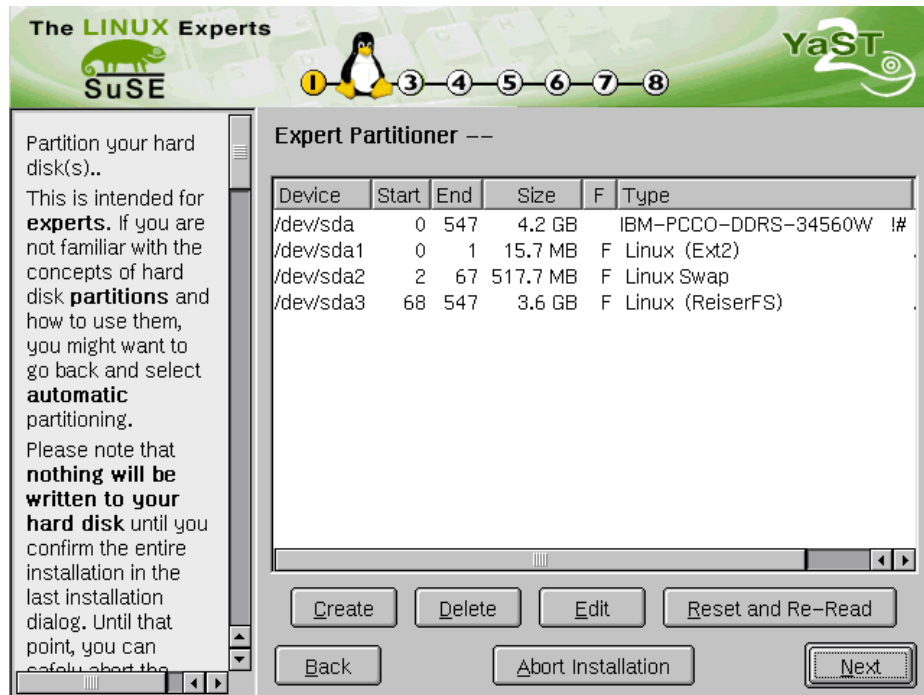 The LINUX Experts
SuSE
1 3 4 5 6 7 8
YaST 2
Partition your hard
disk(s)..
This is intended for
experts. If you are
not familiar with the
concepts of hard
disk partitions and
how to use them,
you might want to
go back and select
automatic
partitioning.
Please note that
nothing will be
written to your
hard disk until you
confirm the entire
installation in the
last installation
dialog. Until that
point, you can
safely abort the
Expert Partitioner --
Device Start End Size F Type
/dev/sda 0 547 4.2 GB IBM-PCCO-DDRS-34560W !#
/dev/sda1 0 1 15.7 MB F Linux (Ext2)
/dev/sda2 2 67 517.7 MB F Linux Swap
/dev/sda3 68 547 3.6 GB F Linux (ReiserFS)
Create Delete Edit Reset and Re-Read
Back Abort Installation Next